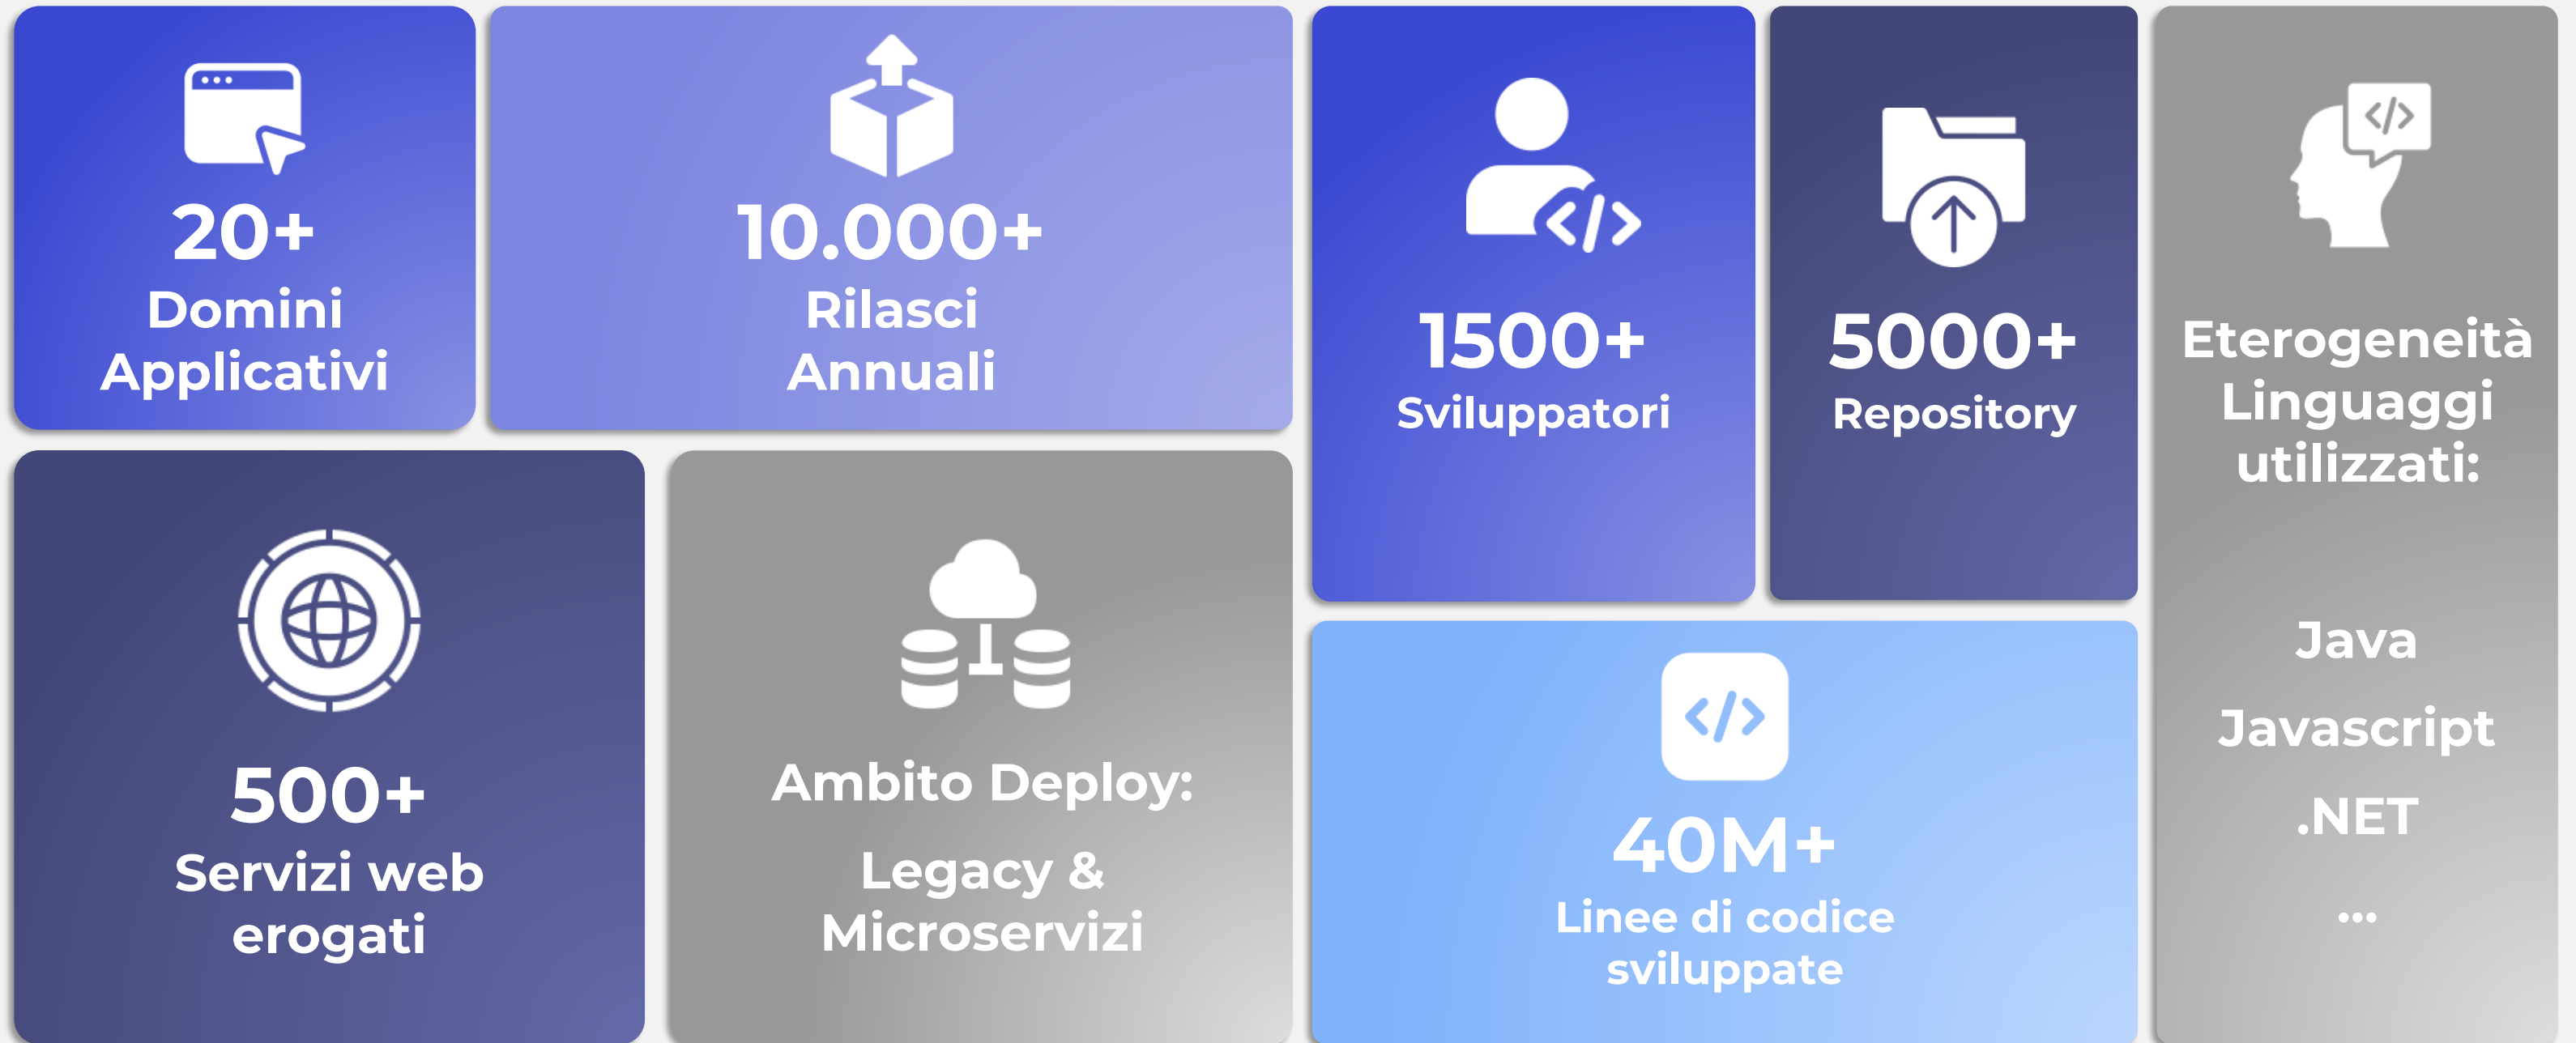 20+
Domini
Applicativi
10.000+
Rilasci
Annuali
1500+
Sviluppatori
5000+
Repository
Eterogeneità
Linguaggi
utilizzati:
Java
Javascript
.NET
...
500+
Servizi web
erogati
Ambito Deploy:
Legacy &
Microservizi
40M+
Linee di codice
sviluppate